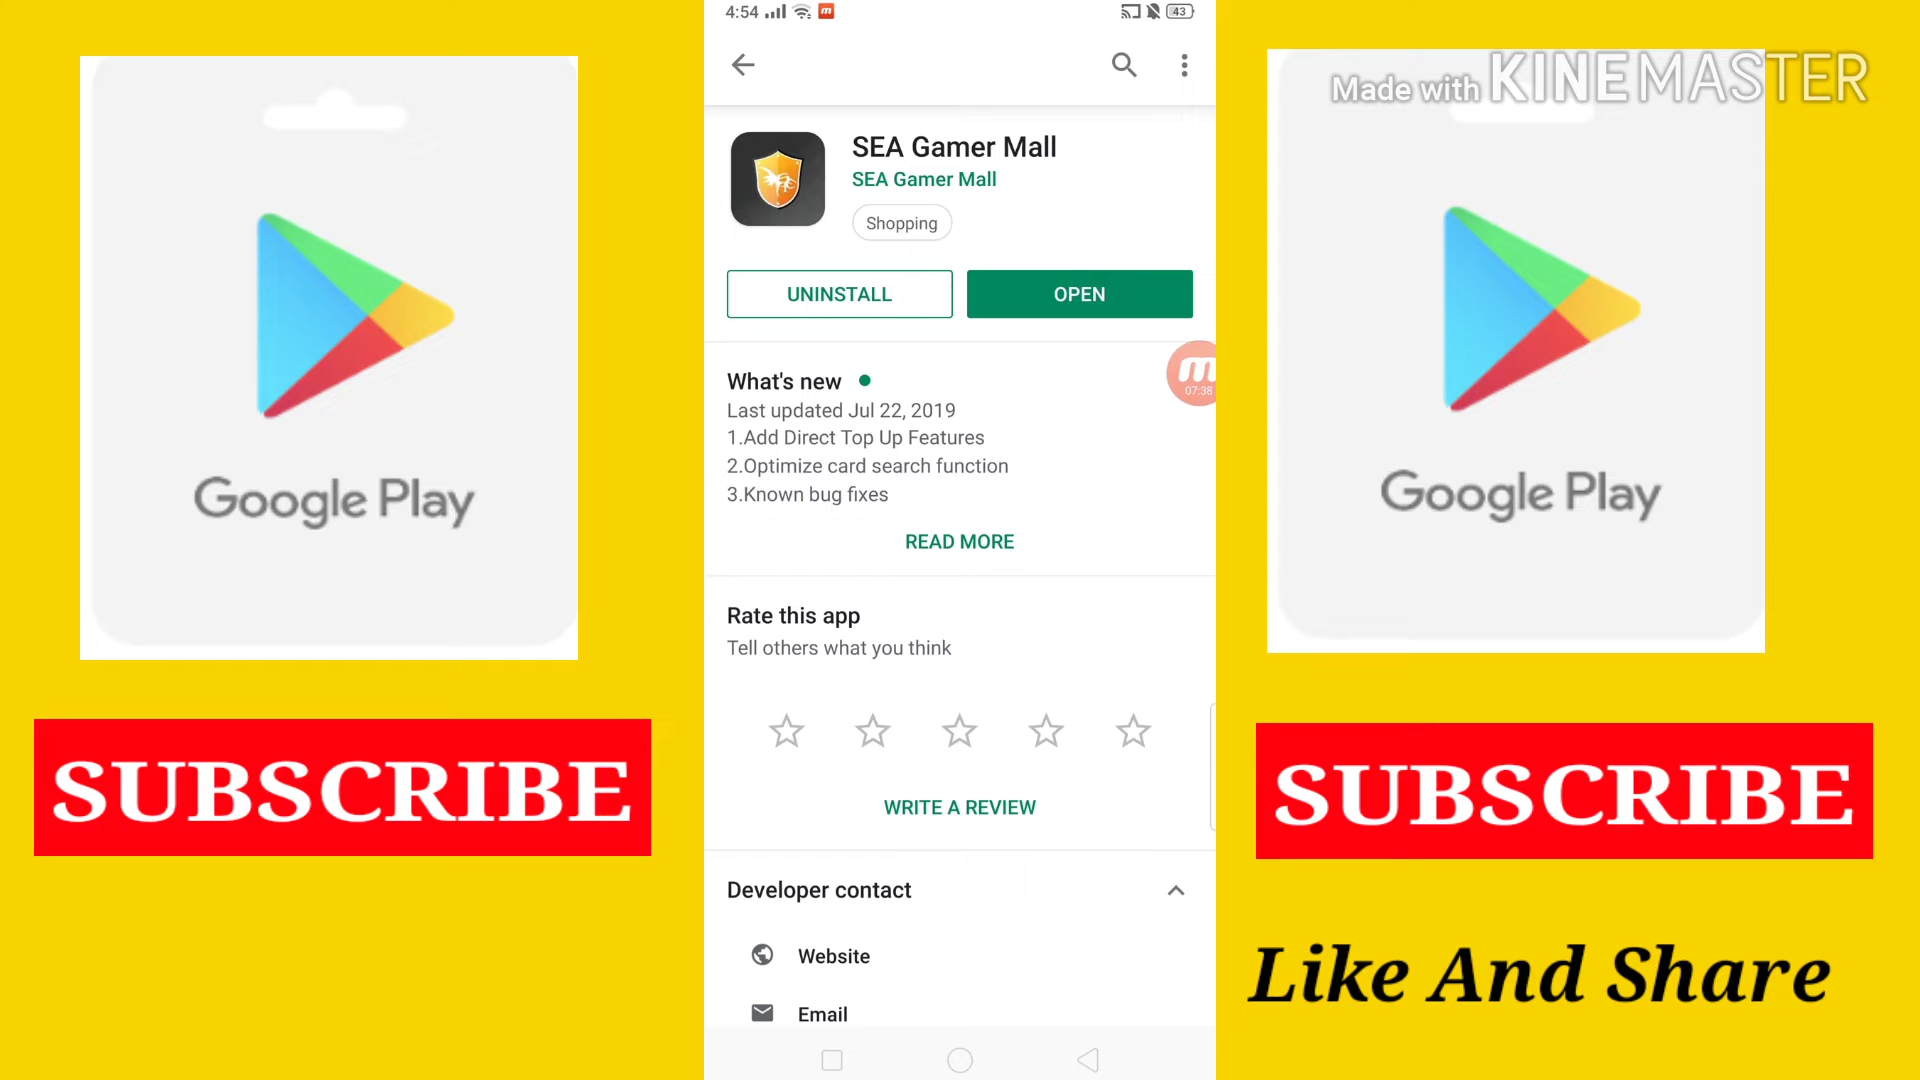 4:54
43
Made with KINEMASTER
SEA Gamer Mall
SEA Gamer Mall
Shopping
UNINSTALL
OPEN
What's new
07:38
Last updated Jul 22, 2019
1.Add Direct Top Up Features
2.Optimize card search function
3.Known bug fixes
READ MORE
Google Play
Google Play
Rate this app
Tell others what you think
WRITE A REVIEW
SUBSCRIBE
SUBSCRIBE
Developer contact
Website
Email
Like And Share